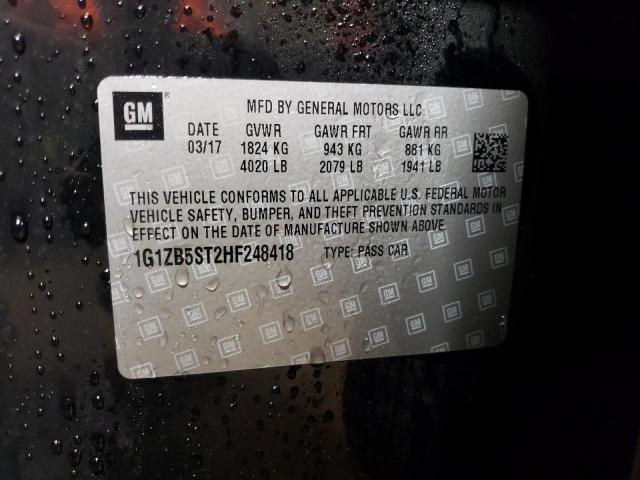 GM ®
MFD BY GENERAL MOTORS LLC
DATE GVWR GAWR FRT GAWR RR
03/17 1824 KG 943 KG 881 KG
4020 LB 2079 LB 1941 LB
THIS VEHICLE CONFORMS TO ALL APPLICABLE U.S. FEDERAL MOTOR
VEHICLE SAFETY, BUMPER, AND THEFT PREVENTION STANDARDS IN
EFFECT ON THE DATE OF MANUFACTURE SHOWN ABOVE.
1G1ZB5ST2HF248418 TYPE: PASS CAR